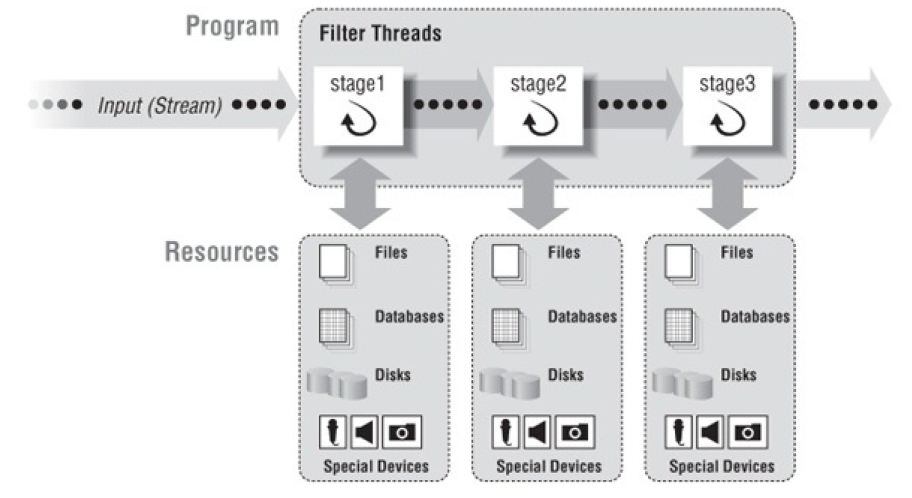 Program
Filter Threads
stage1
stage2
stage3
Input (Stream)
Resources
Files
Databases
Disks
Special Devices
Files
Databases
Disks
Special Devices
Files
Databases
Disks
Special Devices